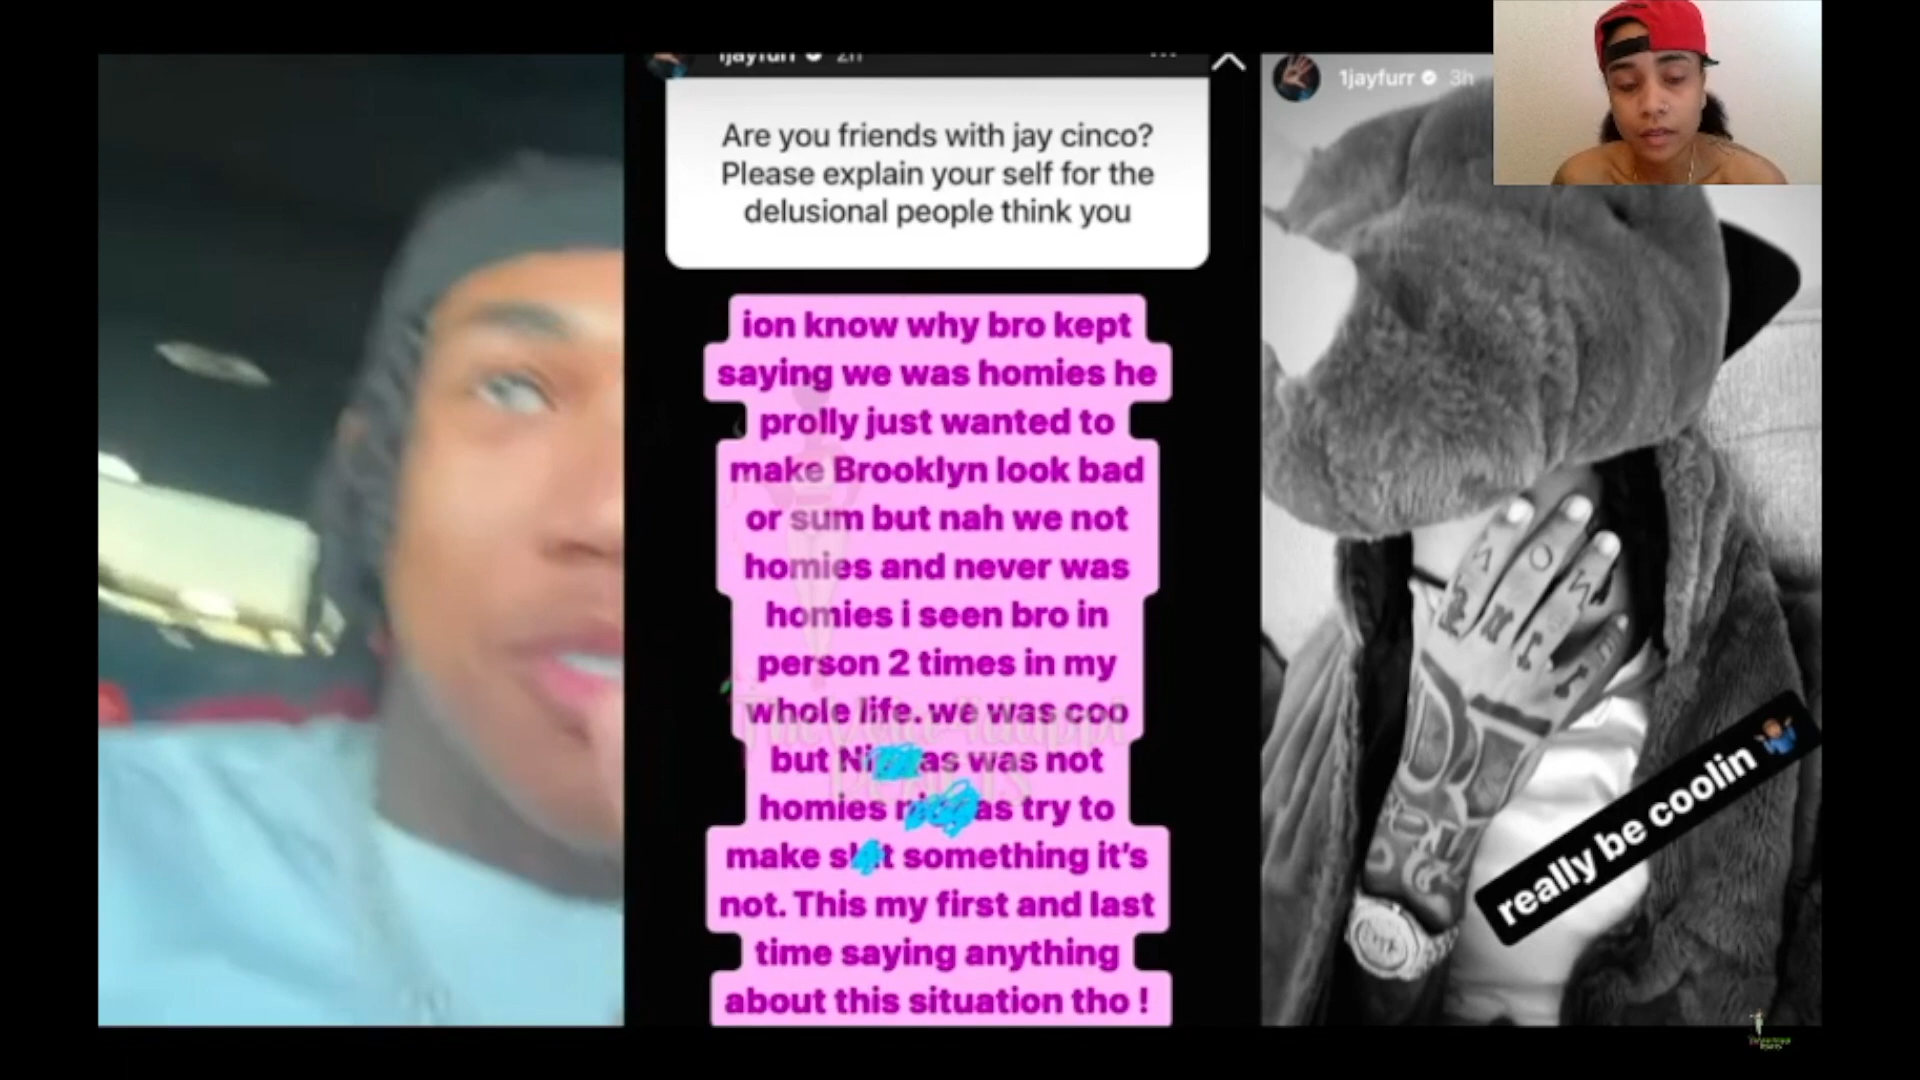 1jayfurr 2h
Are you friends with jay cinco?
Please explain your self for the
delusional people think you
ion know why bro kept
saying we was homies he
prolly just wanted to
make Brooklyn look bad
or sum but nah we not
homies and never was
homies i seen bro in
person 2 times in my
whole life. we was coo
but Ni as was not
homies as try to
make s t something it's
not. This my first and last
time saying anything
about this situation tho !
1jayfurr 3h
really be coolin